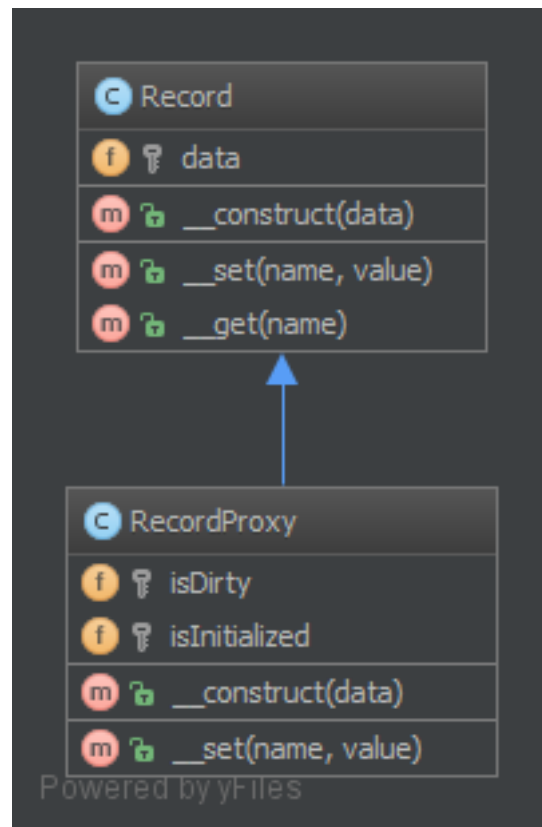 C Record
f data
m __construct(data)
m __set(name, value)
m __get(name)
C RecordProxy
f isDirty
f isInitialized
m __construct(data)
m __set(name, value)
Powered by yFiles